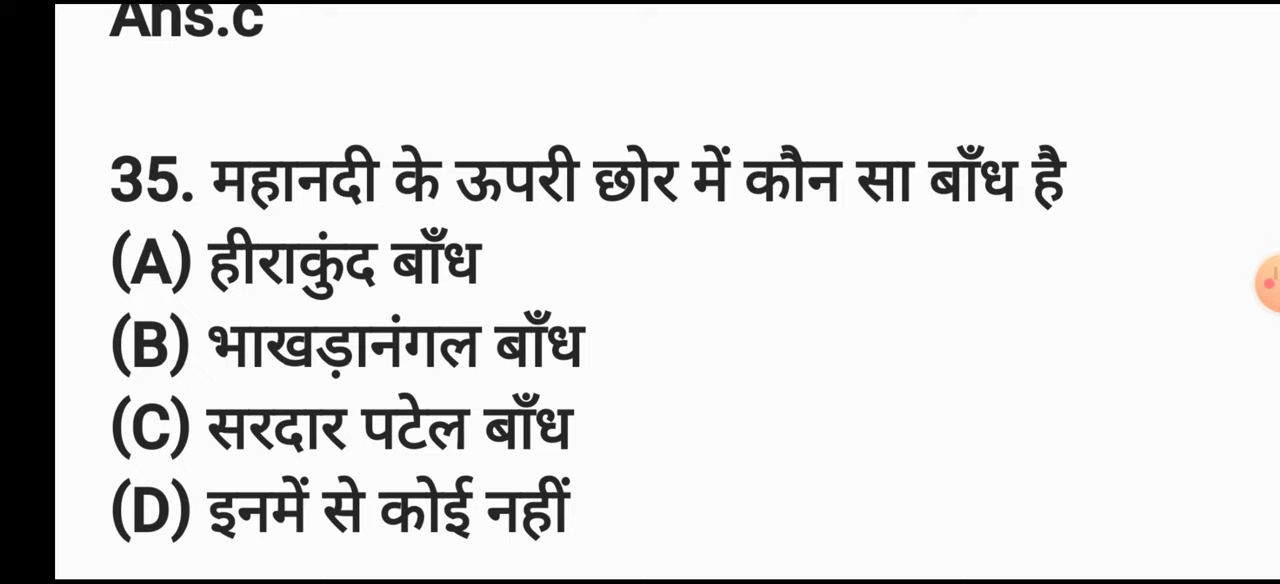 Ans.c
35. महानदी के ऊपरी छोर में कौन सा बाँध है
(A) हीराकुंद बाँध
(B) भाखड़ानंगल बाँध
(C) सरदार पटेल बाँध
(D) इनमें से कोई नहीं